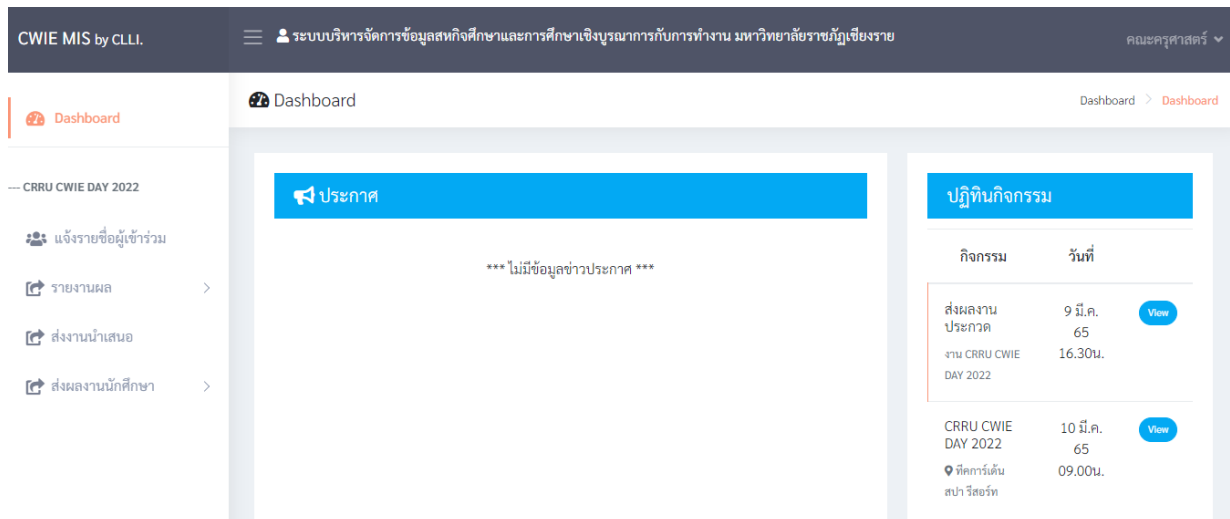 CWIE MIS by CLLI.
ระบบบริหารจัดการข้อมูลสหกิจศึกษาและการศึกษาเชิงบูรณาการกับการทำงาน มหาวิทยาลัยราชภัฏเชียงราย
คณะครุศาสตร์
Dashboard
Dashboard > Dashboard
Dashboard
--- CRRU CWIE DAY 2022
แจ้งรายชื่อผู้เข้าร่วม
รายงานผล
ส่งงานนำเสนอ
ส่งผลงานนักศึกษา
ประกาศ
*** ไม่มีข้อมูลข่าวประกาศ ***
ปฏิทินกิจกรรม
กิจกรรม วันที่
ส่งผลงาน 9 มี.ค. View
ประกวด 65
งาน CRRU CWIE 16.30น.
DAY 2022
CRRU CWIE 10 มี.ค. View
DAY 2022 65
ทีคการ์เด้น 09.00น.
สปา รีสอร์ท